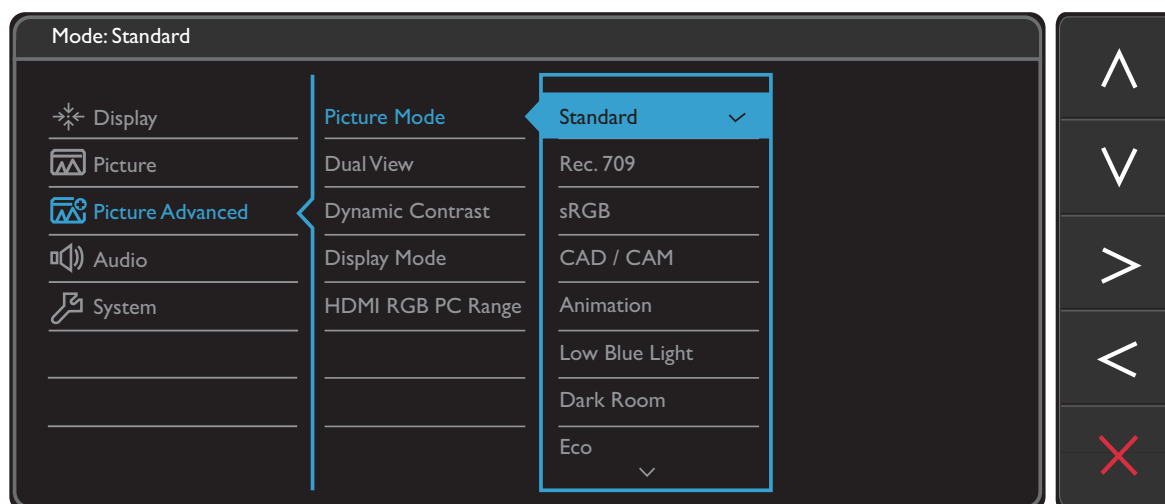 Mode: Standard
Display
Picture
Picture Advanced
Audio
System
Picture Mode
Dual View
Dynamic Contrast
Display Mode
HDMI RGB PC Range
Standard
Rec. 709
sRGB
CAD / CAM
Animation
Low Blue Light
Dark Room
Eco